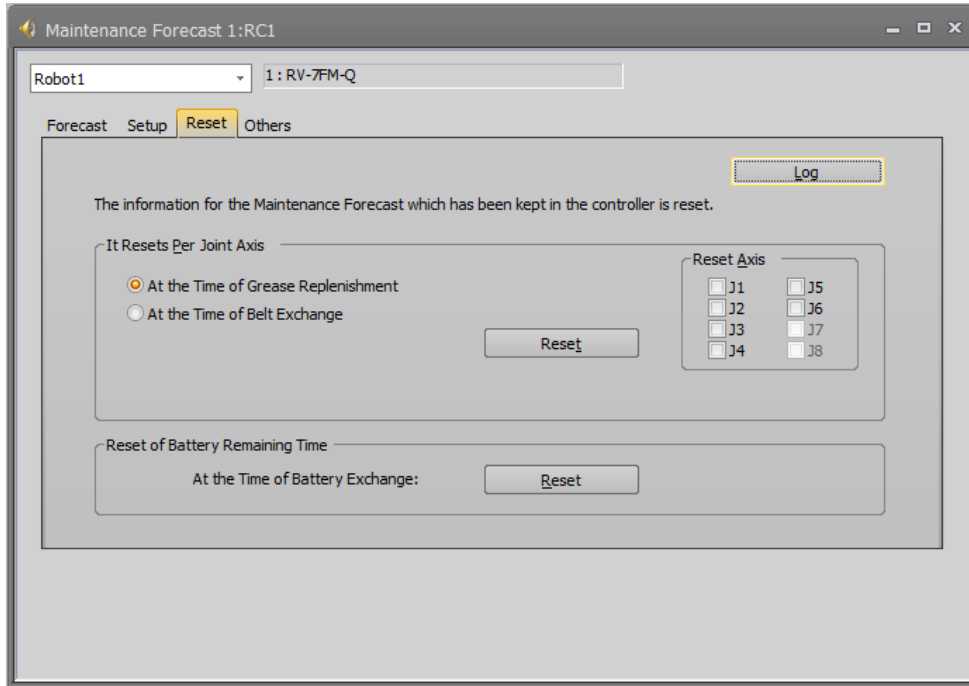 Maintenance Forecast 1:RC1
Robot1
1 : RV-7FM-Q
Forecast Setup Reset Others
Log
The information for the Maintenance Forecast which has been kept in the controller is reset.
It Resets Per Joint Axis
At the Time of Grease Replenishment
At the Time of Belt Exchange
Reset
Reset Axis
J1 J5
J2 J6
J3 J7
J4 J8
Reset of Battery Remaining Time
At the Time of Battery Exchange:
Reset